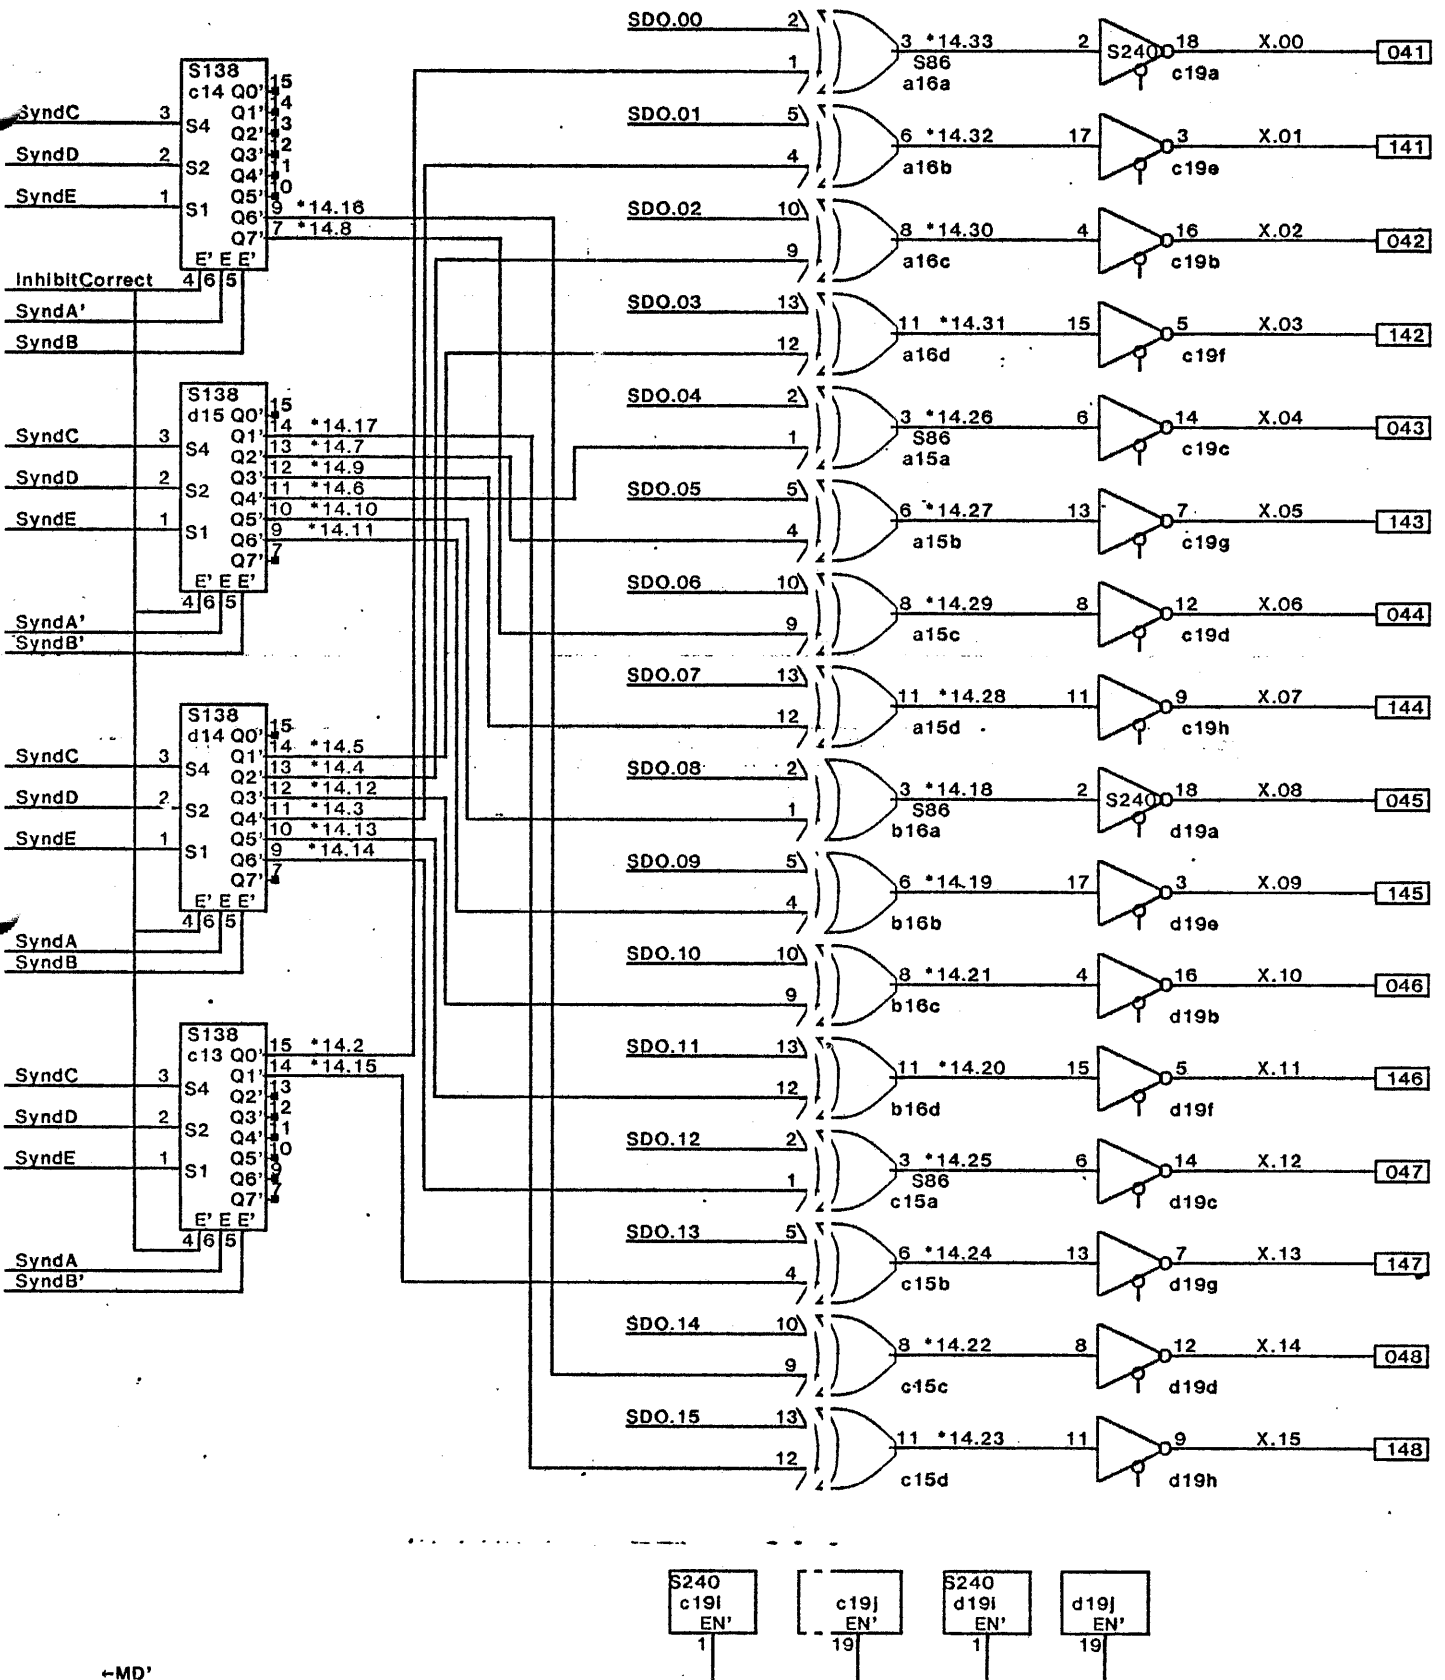 S138
c14 Q0' 15
Q1' 14
SyndC 3 S4 Q2' 13
Q3' 12
SyndD 2 S2 Q4' 11
Q5' 10
SyndE 1 S1 Q6' 9 *14.16
Q7' 7 *14.8
E' E E'
InhibitCorrect 4 6 5
SyndA'
SyndB
S138
d15 Q0' 15
Q1' 14 *14.17
SyndC 3 S4 Q2' 13 *14.7
Q3' 12 *14.9
SyndD 2 S2 Q4' 11 *14.6
Q5' 10 *14.10
SyndE 1 S1 Q6' 9 *14.11
Q7' 7
E' E E'
4 6 5
SyndA'
SyndB'
S138
d14 Q0' 15
Q1' 14 *14.5
SyndC 3 S4 Q2' 13 *14.4
Q3' 12 *14.12
SyndD 2 S2 Q4' 11 *14.3
Q5' 10 *14.13
SyndE 1 S1 Q6' 9 *14.14
Q7' 7
E' E E'
4 6 5
SyndA
SyndB
S138
c13 Q0' 15 *14.2
Q1' 14 *14.15
SyndC 3 S4 Q2' 13
Q3' 12
SyndD 2 S2 Q4' 11
Q5' 10
SyndE 1 S1 Q6' 9
Q7' 7
E' E E'
4 6 5
SyndA
SyndB'
SDO.00 2
3 *14.33 2 S240 18 X.00 041
1 S86
a16a c19a
SDO.01 5
6 *14.32 17 3 X.01 141
4 a16b c19e
SDO.02 10
8 *14.30 4 16 X.02 042
9 a16c c19b
SDO.03 13
11 *14.31 15 5 X.03 142
12 a16d c19f
SDO.04 2
3 *14.26 6 14 X.04 043
1 S86
a15a c19c
SDO.05 5
6 *14.27 13 7 X.05 143
4 a15b c19g
SDO.06 10
8 *14.29 8 12 X.06 044
9 a15c c19d
SDO.07 13
11 *14.28 11 9 X.07 144
12 a15d c19h
SDO.08 2
3 *14.18 2 S240 18 X.08 045
1 S86
b16a d19a
SDO.09 5
6 *14.19 17 3 X.09 145
4 b16b d19e
SDO.10 10
8 *14.21 4 16 X.10 046
9 b16c d19b
SDO.11 13
11 *14.20 15 5 X.11 146
12 b16d d19f
SDO.12 2
3 *14.25 6 14 X.12 047
1 S86
c15a d19c
SDO.13 5
6 *14.24 13 7 X.13 147
4 c15b d19g
SDO.14 10
8 *14.22 8 12 X.14 048
9 c15c d19d
SDO.15 13
11 *14.23 11 9 X.15 148
12 c15d d19h
S240
c19i
EN'
1
c19j
EN'
19
S240
d19i
EN'
1
d19j
EN'
19
←MD'